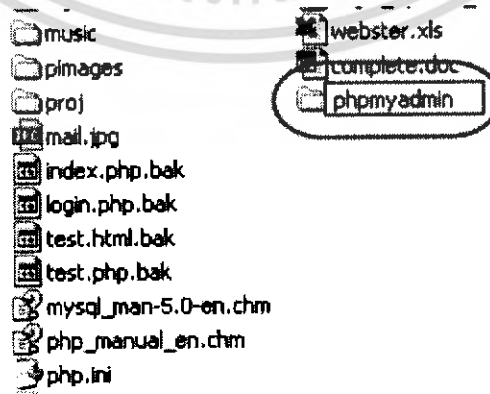 music
pimages
proj
mail.jpg
index.php.bak
login.php.bak
test.html.bak
test.php.bak
mysql_man-5.0-en.chm
php_manual_en.chm
php.ini
webster.xls
complete.doc
phpmyadmin